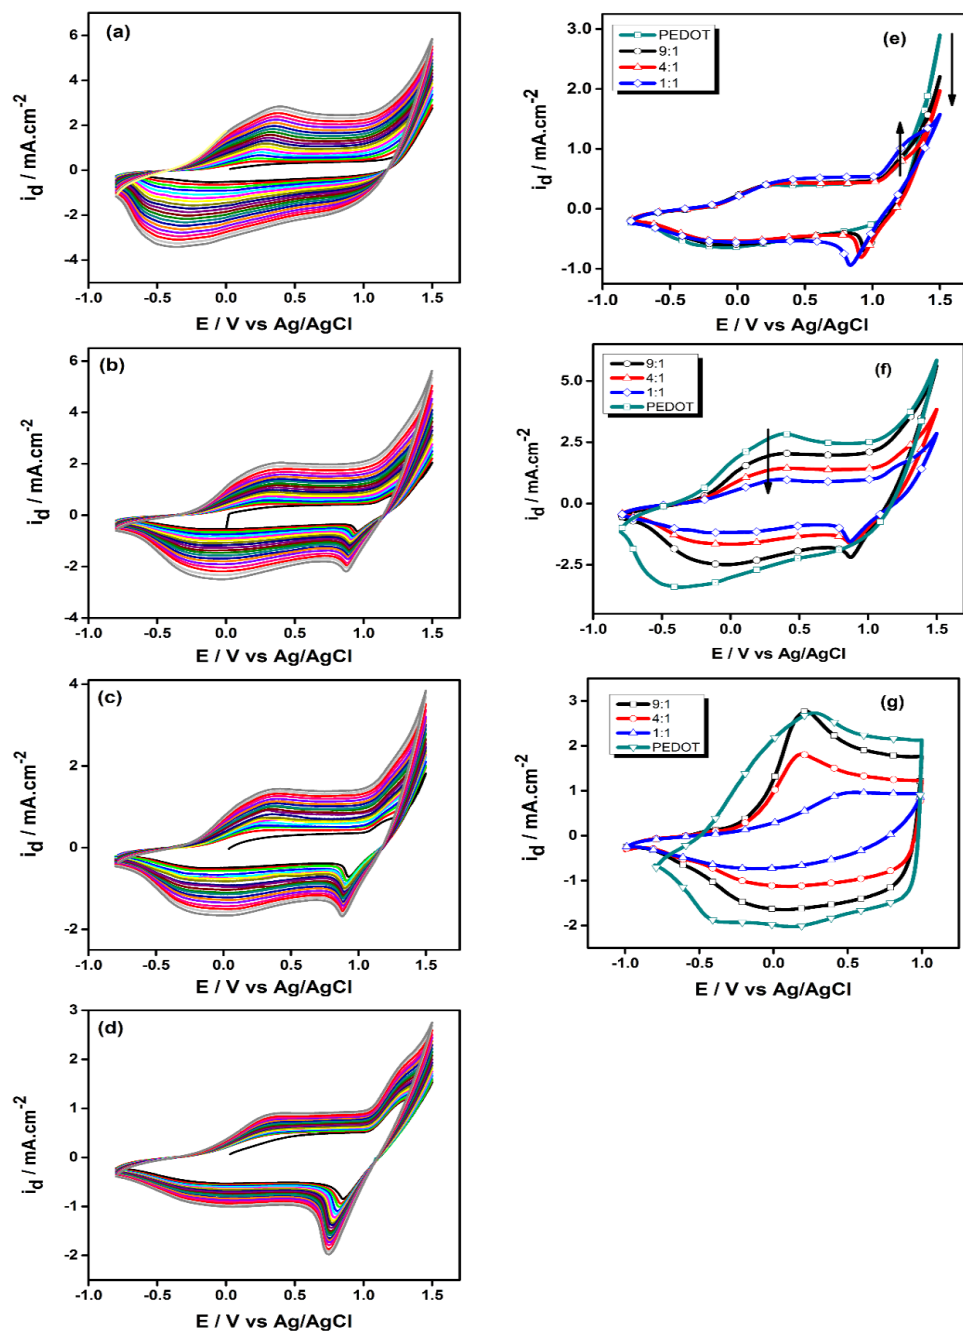 (a)
6
4
2
0
-2
-4
-1.0 -0.5 0.0 0.5 1.0 1.5
E / V vs Ag/AgCl
i_d / mA.cm-2
(b)
6
4
2
0
-2
-4
-1.0 -0.5 0.0 0.5 1.0 1.5
E / V vs Ag/AgCl
i_d / mA.cm-2
(c)
4
2
0
-2
-1.0 -0.5 0.0 0.5 1.0 1.5
E / V vs Ag/AgCl
i_d / mA.cm-2
(d)
3
2
1
0
-1
-2
-1.0 -0.5 0.0 0.5 1.0 1.5
E / V vs Ag/AgCl
i_d / mA.cm-2
(e)
PEDOT
9:1
4:1
1:1
3.0
2.0
1.0
0.0
-1.0
-1.0 -0.5 0.0 0.5 1.0 1.5
E / V vs Ag/AgCl
i_d / mA.cm-2
(f)
9:1
4:1
1:1
PEDOT
5.0
2.5
0.0
-2.5
-1.0 -0.5 0.0 0.5 1.0 1.5
E / V vs Ag/AgCl
i_d / mA.cm-2
(g)
9:1
4:1
1:1
PEDOT
3
2
1
0
-1
-2
-1.0 -0.5 0.0 0.5 1.0
E / V vs Ag/AgCl
i_d / mA.cm-2